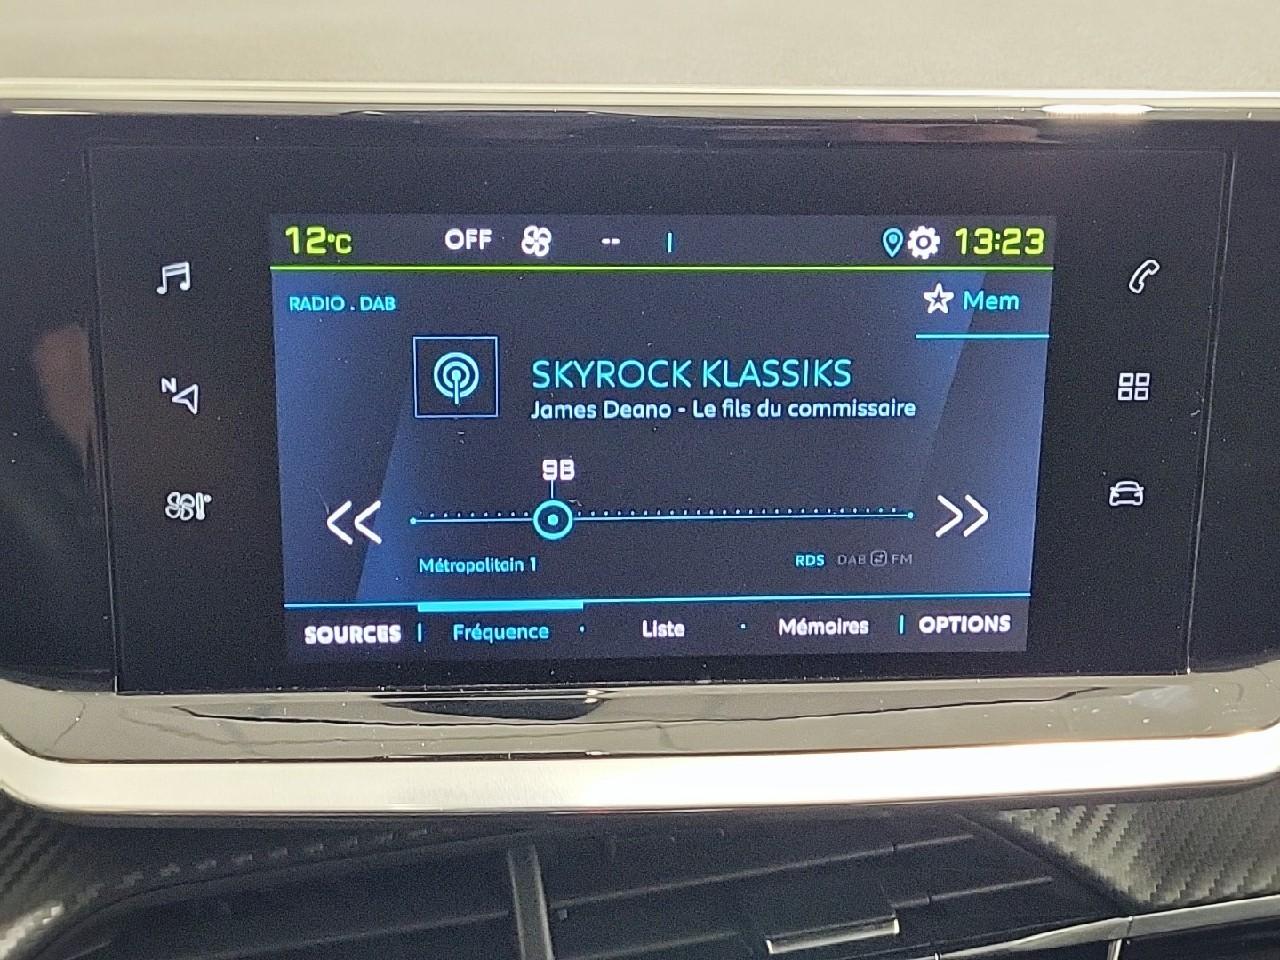 12°C OFF -- 13:23
RADIO . DAB
Mem
SKYROCK KLASSIKS
James Deano - Le fils du commissaire
9B
N
Métropolitain 1 RDS DAB FM
SOURCES Fréquence Liste Mémoires OPTIONS